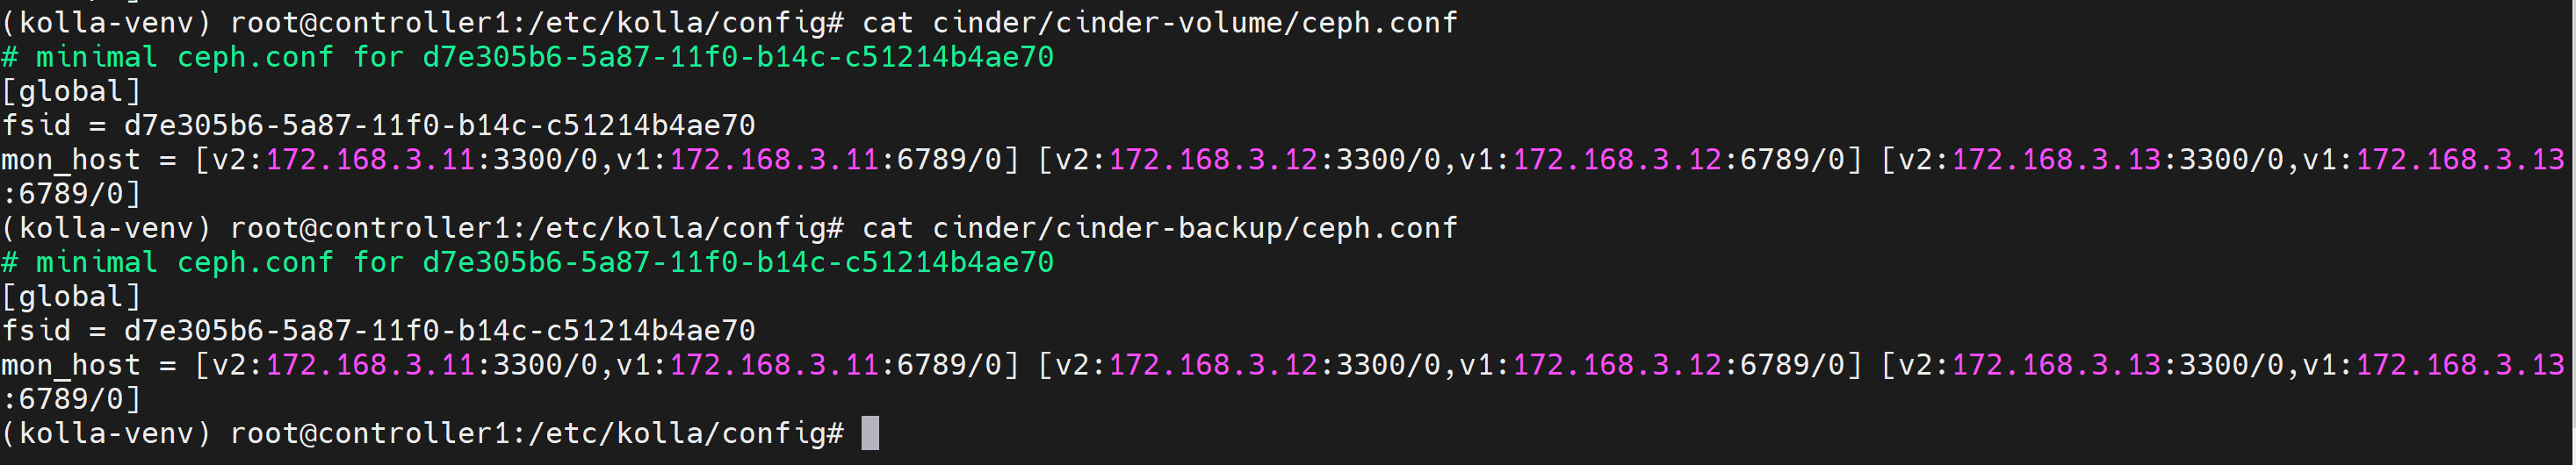 (kolla-venv) root@controller1:/etc/kolla/config# cat cinder/cinder-volume/ceph.conf
# minimal ceph.conf for d7e305b6-5a87-11f0-b14c-c51214b4ae70
[global]
fsid = d7e305b6-5a87-11f0-b14c-c51214b4ae70
mon_host = [v2:172.168.3.11:3300/0,v1:172.168.3.11:6789/0] [v2:172.168.3.12:3300/0,v1:172.168.3.12:6789/0] [v2:172.168.3.13:3300/0,v1:172.168.3.13
:6789/0]
(kolla-venv) root@controller1:/etc/kolla/config# cat cinder/cinder-backup/ceph.conf
# minimal ceph.conf for d7e305b6-5a87-11f0-b14c-c51214b4ae70
[global]
fsid = d7e305b6-5a87-11f0-b14c-c51214b4ae70
mon_host = [v2:172.168.3.11:3300/0,v1:172.168.3.11:6789/0] [v2:172.168.3.12:3300/0,v1:172.168.3.12:6789/0] [v2:172.168.3.13:3300/0,v1:172.168.3.13
:6789/0]
(kolla-venv) root@controller1:/etc/kolla/config#